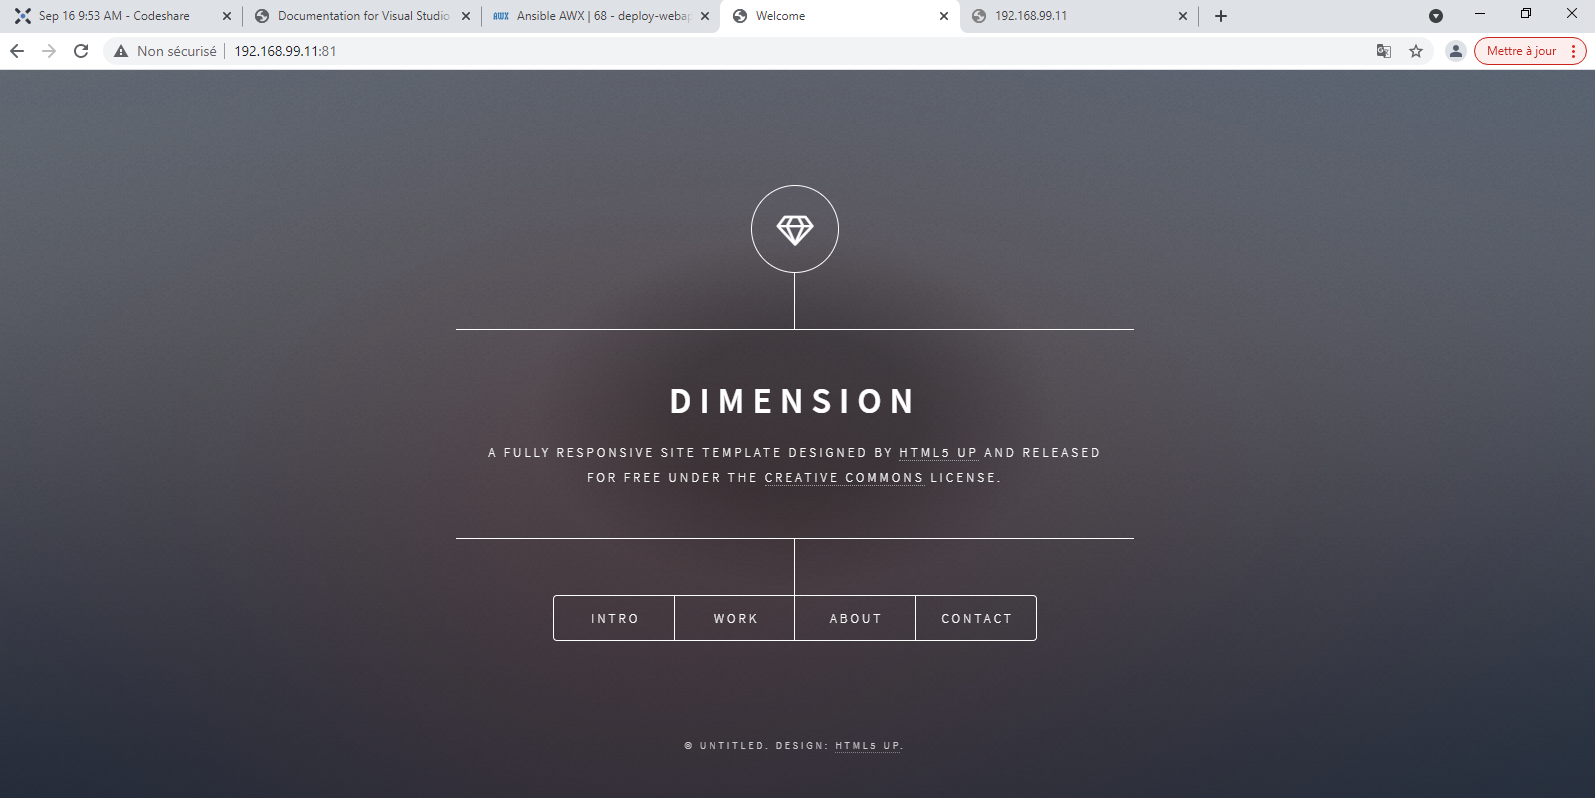 Sep 16 9:53 AM - Codeshare
Documentation for Visual Studio
AWX Ansible AWX | 68 - deploy-webap
Welcome
192.168.99.11
Non sécurisé
192.168.99.11:81
Mettre à jour
DIMENSION
A FULLY RESPONSIVE SITE TEMPLATE DESIGNED BY HTML5 UP AND RELEASED
FOR FREE UNDER THE CREATIVE COMMONS LICENSE.
INTRO
WORK
ABOUT
CONTACT
© UNTITLED. DESIGN: HTML5 UP.